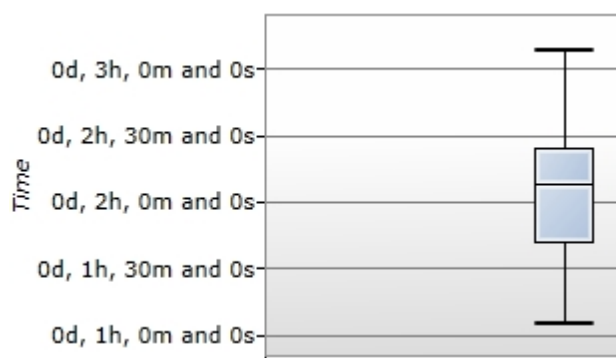 0d, 3h, 0m and 0s
0d, 2h, 30m and 0s
0d, 2h, 0m and 0s
0d, 1h, 30m and 0s
0d, 1h, 0m and 0s
Time